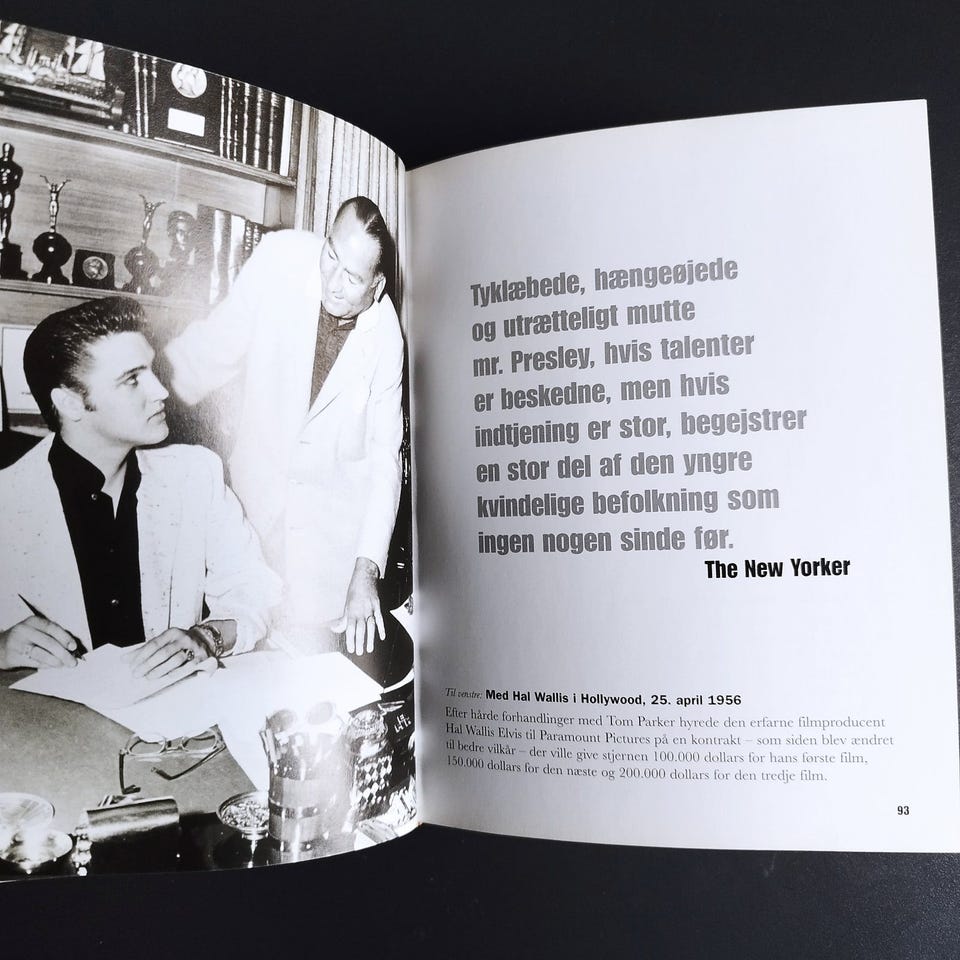 Tyklæbede, hængeøjede
og utrætteligt mutte
mr. Presley, hvis talenter
er beskedne, men hvis
indtjening er stor, begejstrer
en stor del af den yngre
kvindelige befolkning som
ingen nogen sinde før.
The New Yorker
Til venstre: Med Hal Wallis i Hollywood, 25. april 1956
Efter hårde forhandlinger med Tom Parker hyrede den erfarne filmproducent
Hal Wallis Elvis til Paramount Pictures på en kontrakt – som siden blev ændret
til bedre vilkår – der ville give stjernen 100.000 dollars for hans første film,
150.000 dollars for den næste og 200.000 dollars for den tredje film.
93